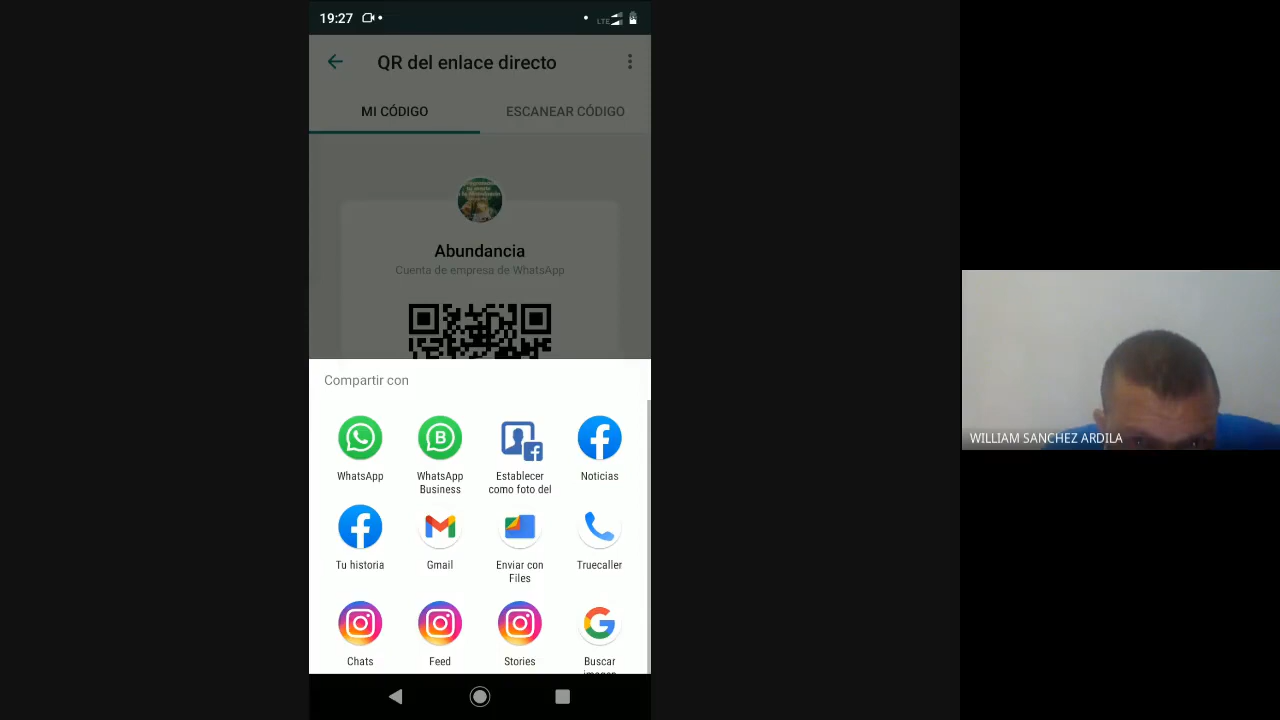 19:27
LTE
QR del enlace directo
MI CÓDIGO
ESCANEAR CÓDIGO
Abundancia
Cuenta de empresa de WhatsApp
Compartir con
WhatsApp
WhatsApp
Business
Establecer
como foto del
Noticias
Tu historia
Gmail
Enviar con
Files
Truecaller
Chats
Feed
Stories
Buscar
WILLIAM SANCHEZ ARDILA